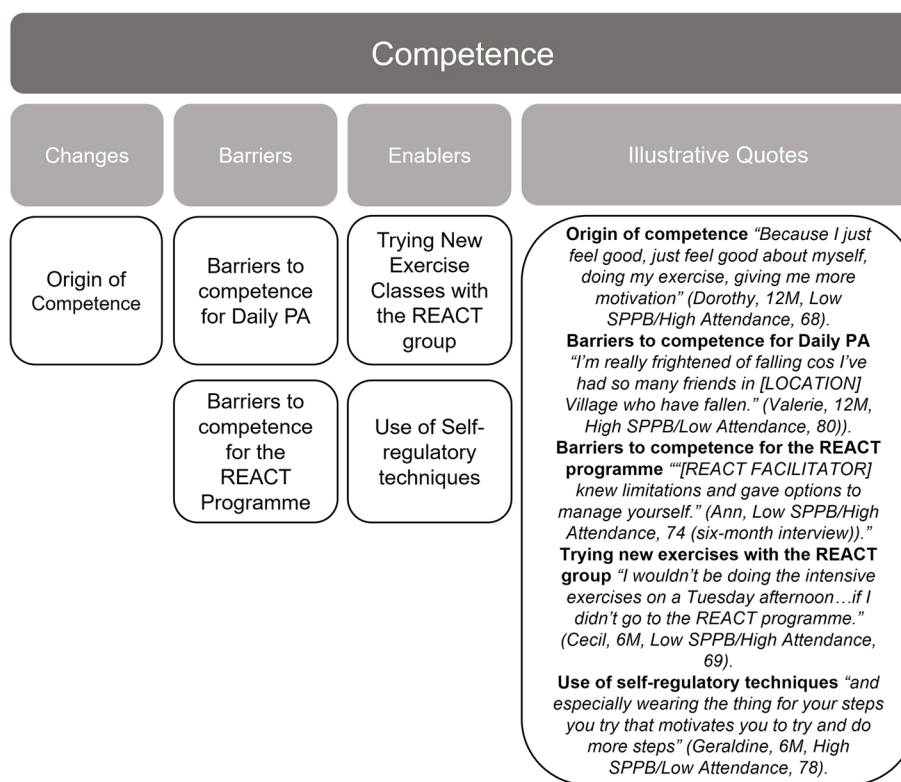 Competence
Changes
Barriers
Enablers
Illustrative Quotes
Origin of
Competence
Barriers to
competence
for Daily PA
Trying New
Exercise
Classes with
the REACT
group
Barriers to
competence
for the
REACT
Programme
Use of Self-
regulatory
techniques
Origin of competence “Because I just
feel good, just feel good about myself,
doing my exercise, giving me more
motivation” (Dorothy, 12M, Low
SPPB/High Attendance, 68).
Barriers to competence for Daily PA
“I’m really frightened of falling cos I’ve
had so many friends in [LOCATION]
Village who have fallen.” (Valerie, 12M,
High SPPB/Low Attendance, 80)).
Barriers to competence for the REACT
programme ““[REACT FACILITATOR]
knew limitations and gave options to
manage yourself.” (Ann, Low SPPB/High
Attendance, 74 (six-month interview)).”
Trying new exercises with the REACT
group “I wouldn’t be doing the intensive
exercises on a Tuesday afternoon…if I
didn’t go to the REACT programme.”
(Cecil, 6M, Low SPPB/High Attendance,
69).
Use of self-regulatory techniques “and
especially wearing the thing for your steps
you try that motivates you to try and do
more steps” (Geraldine, 6M, High
SPPB/Low Attendance, 78).